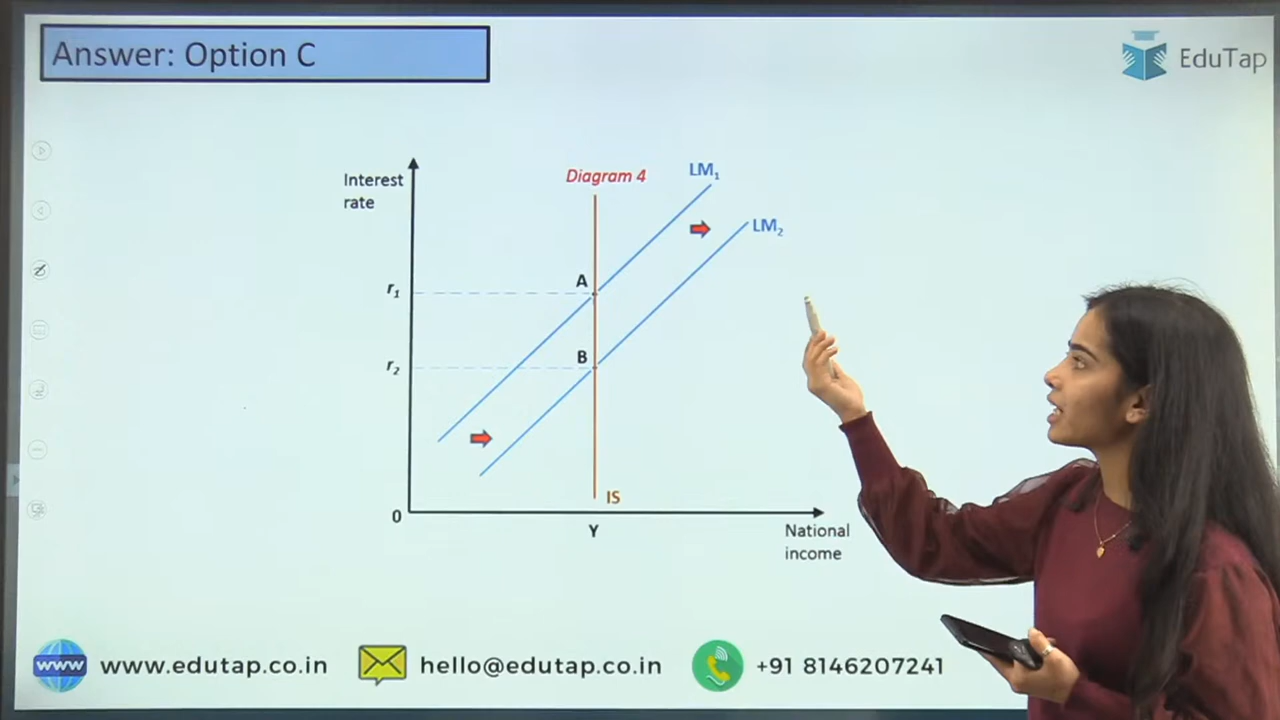 Answer: Option C
EduTap
Interest
rate
Diagram 4
LM₁
LM₂
A
r₁
B
r₂
IS
0
Y
National
income
www
www.edutap.co.in
hello@edutap.co.in
+91 8146207241